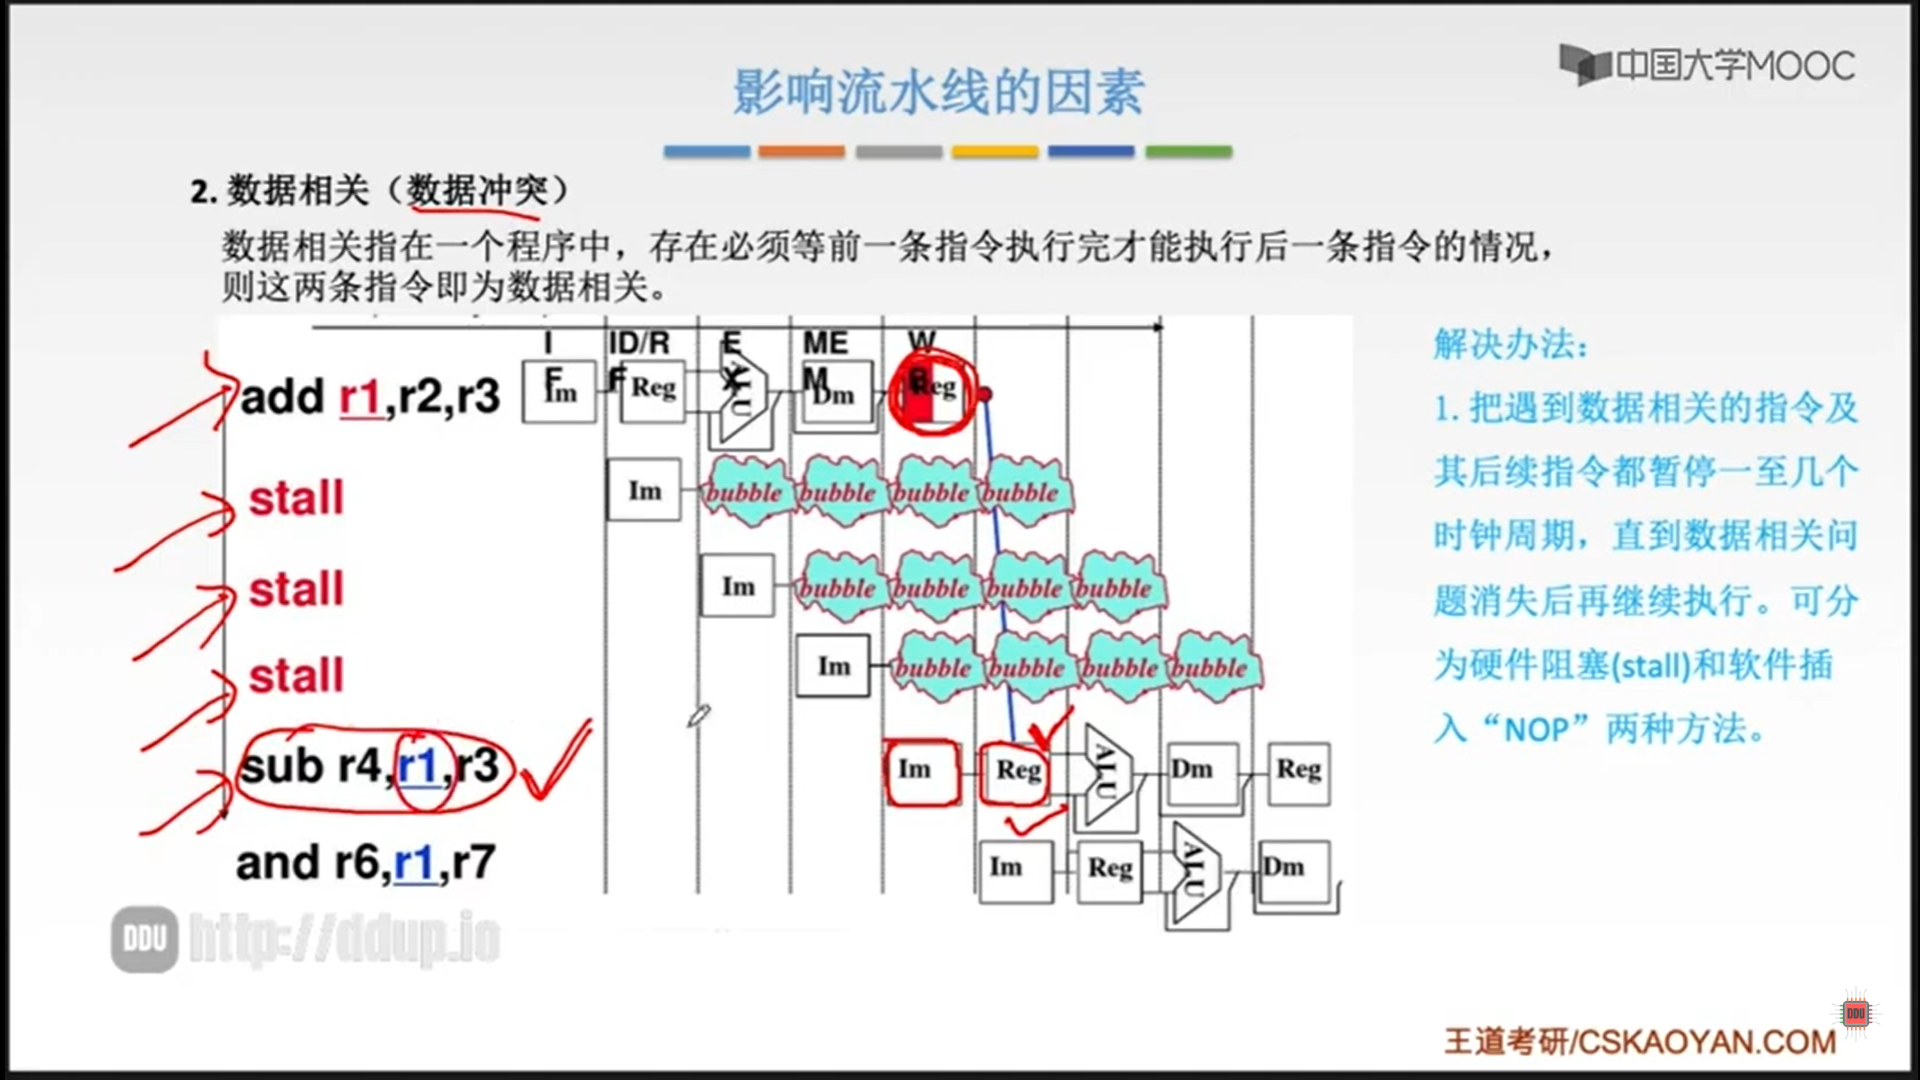 中国大学MOOC
影响流水线的因素
2. 数据相关（数据冲突）
数据相关指在一个程序中，存在必须等前一条指令执行完才能执行后一条指令的情况，
则这两条指令即为数据相关。
IF ID/RF EX MEM WB
add r1,r2,r3 Im Reg ALU Dm Reg
stall Im bubble bubble bubble bubble
stall Im bubble bubble bubble bubble
stall Im bubble bubble bubble bubble
sub r4,r1,r3 Im Reg ALU Dm Reg
and r6,r1,r7 Im Reg ALU Dm
解决办法：
1. 把遇到数据相关的指令及
其后续指令都暂停一至几个
时钟周期，直到数据相关问
题消失后再继续执行。可分
为硬件阻塞(stall)和软件插
入“NOP”两种方法。
DDU http://ddup.io
DDU
王道考研/CSKAOYAN.COM